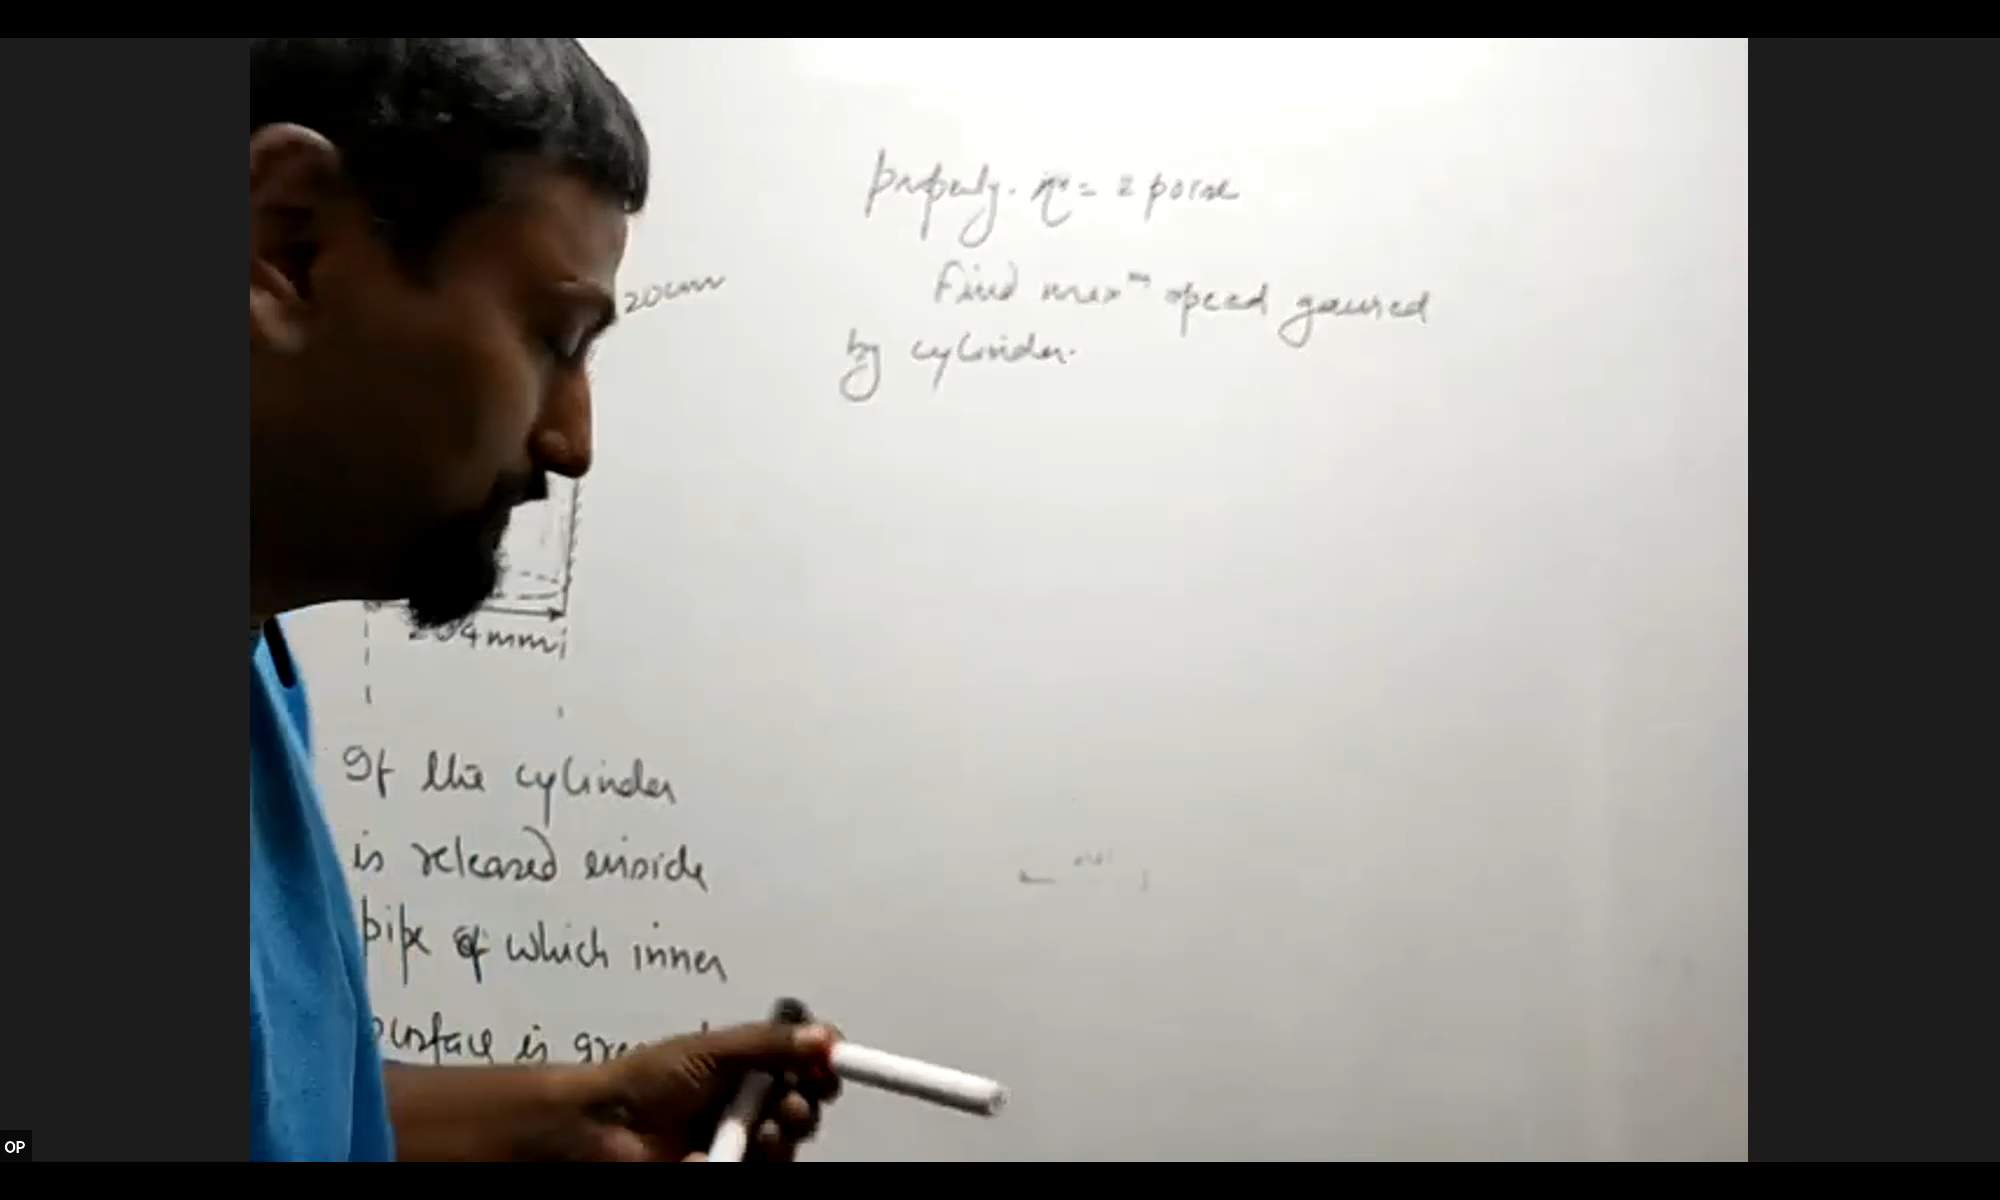 20cm
mm
If the cylinder
is released inside
pipe of which inner
surface is
properly. η = 2 poise
Find max^m speed gained
by cylinder.
OP